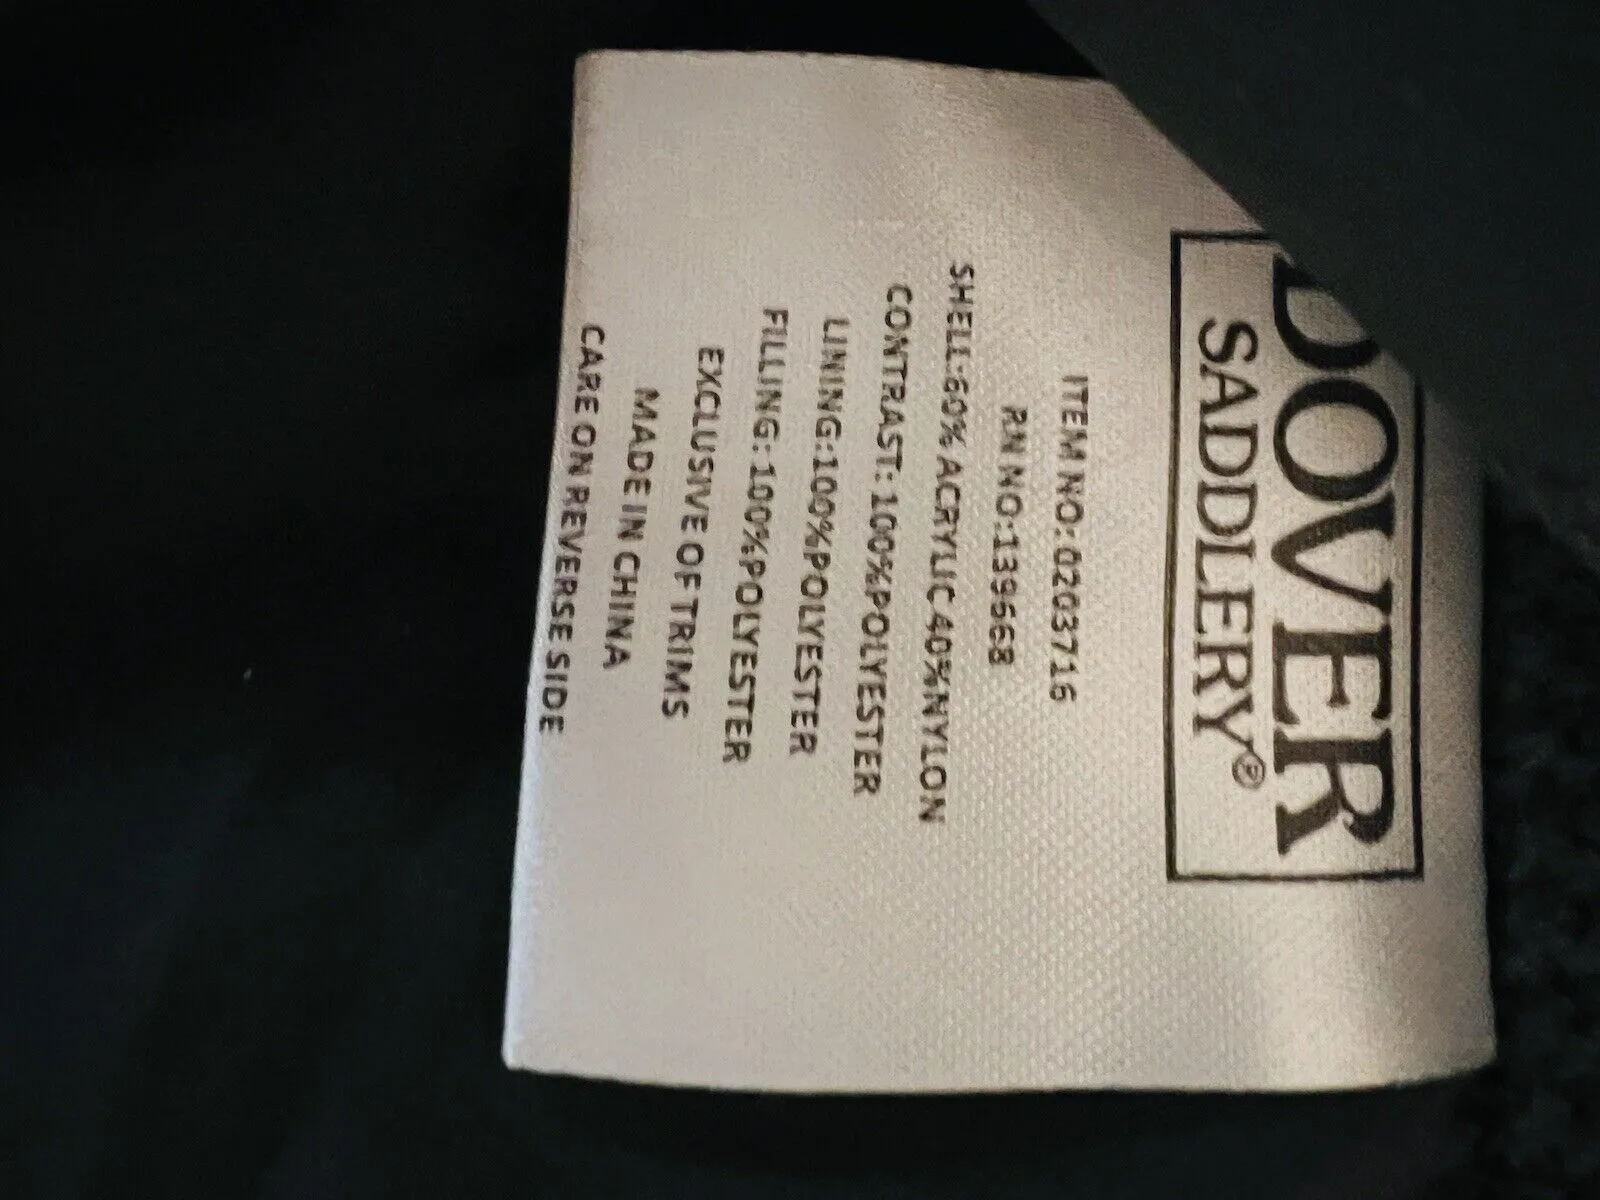 DOVER
SADDLERY®
ITEM NO: 0203716
RN NO:139568
SHELL:60% ACRYLIC 40%NYLON
CONTRAST: 100%POLYESTER
LINING:100%POLYESTER
FILLING:100%POLYESTER
EXCLUSIVE OF TRIMS
MADE IN CHINA
CARE ON REVERSE SIDE